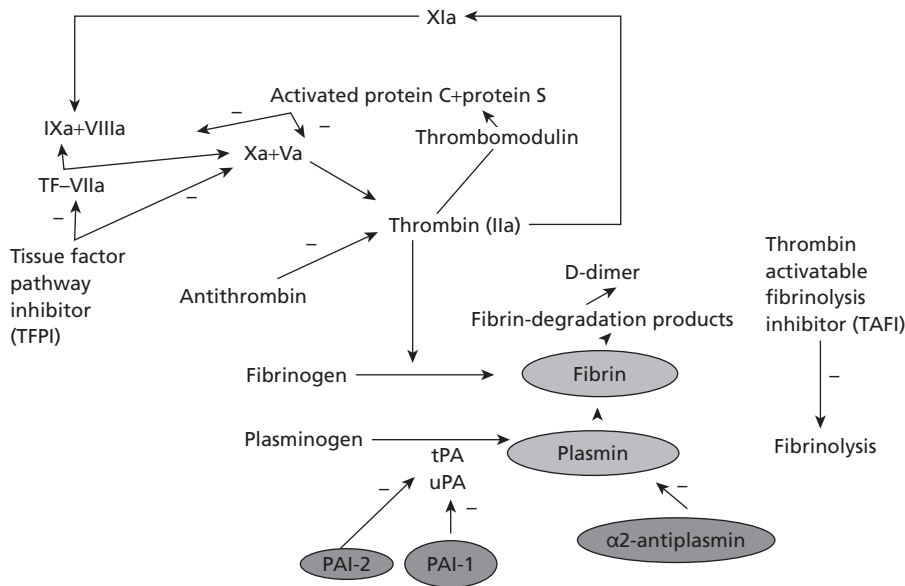 XIa
Activated protein C+protein S
–
–
IXa+VIIIa
Thrombomodulin
Xa+Va
TF–VIIa
–
–
Thrombin (IIa)
–
Tissue factor
pathway
inhibitor
(TFPI)
Antithrombin
Thrombin
activatable
fibrinolysis
inhibitor (TAFI)
D-dimer
Fibrin-degradation products
Fibrinogen
Fibrin
–
Plasminogen
Plasmin
Fibrinolysis
tPA
uPA
–
–
–
PAI-2
PAI-1
α2-antiplasmin